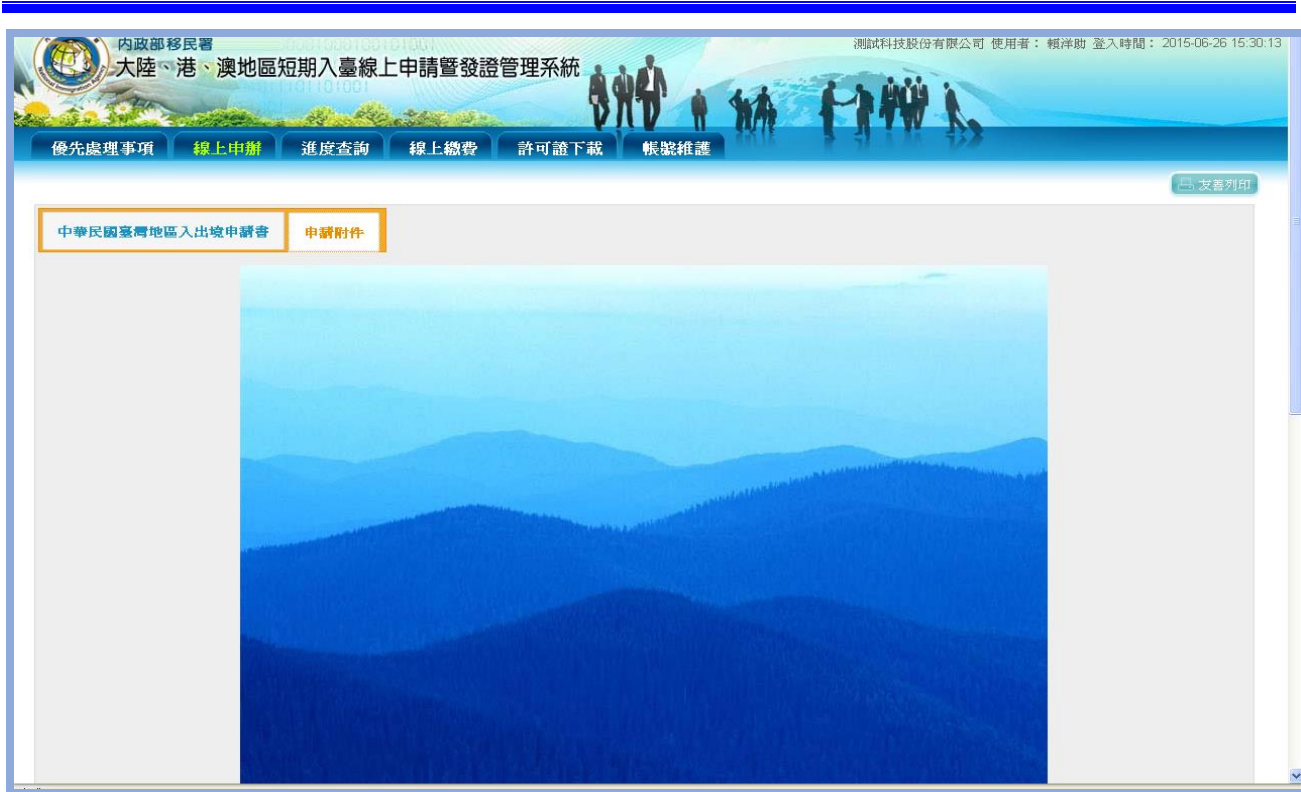 內政部移民署
大陸、港、澳地區短期入臺線上申請暨發證管理系統
測試科技股份有限公司 使用者： 賴洋助 登入時間： 2015-06-26 15:30:13
優先處理事項 線上申辦 進度查詢 線上繳費 許可證下載 帳號維護
友善列印
中華民國臺灣地區入出境申請書 申請附件